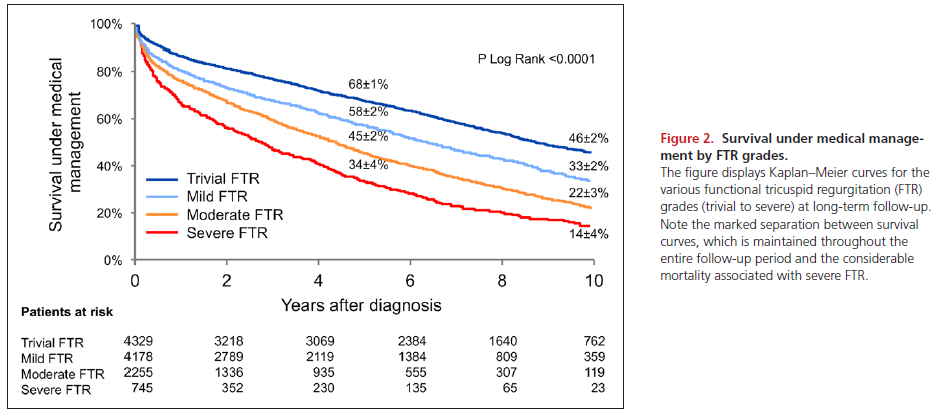 100%
80%
60%
40%
20%
0%
Survival under medical
management
P Log Rank <0.0001
68±1%
58±2%
45±2%
34±4%
46±2%
33±2%
22±3%
14±4%
Trivial FTR
Mild FTR
Moderate FTR
Severe FTR
0 2 4 6 8 10
Years after diagnosis
Patients at risk
Trivial FTR 4329 3218 3069 2384 1640 762
Mild FTR 4178 2789 2119 1384 809 359
Moderate FTR 2255 1336 935 555 307 119
Severe FTR 745 352 230 135 65 23
Figure 2. Survival under medical manage-
ment by FTR grades.
The figure displays Kaplan–Meier curves for the
various functional tricuspid regurgitation (FTR)
grades (trivial to severe) at long-term follow-up.
Note the marked separation between survival
curves, which is maintained throughout the
entire follow-up period and the considerable
mortality associated with severe FTR.